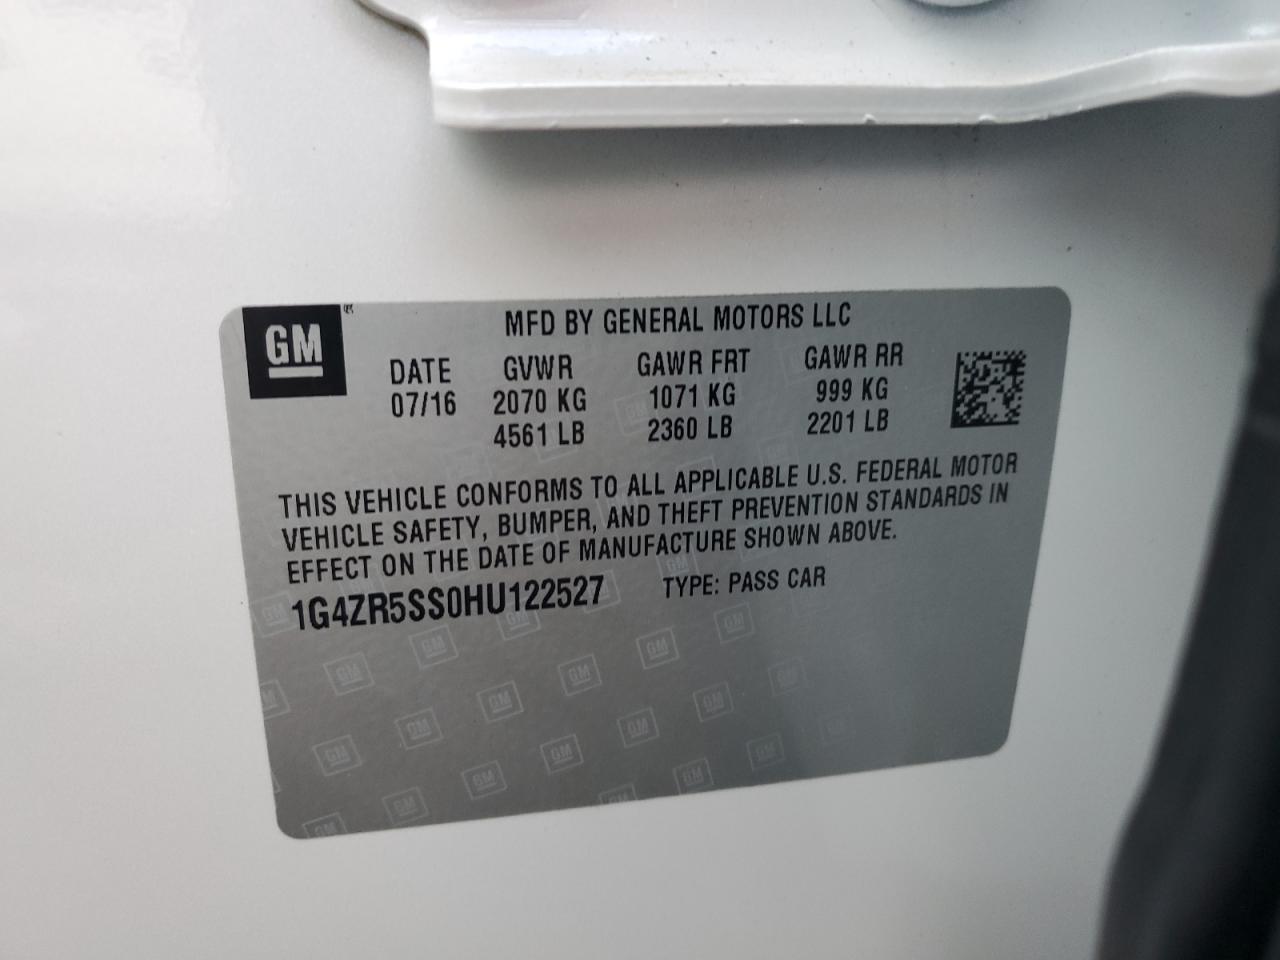 GM
MFD BY GENERAL MOTORS LLC
DATE GVWR GAWR FRT GAWR RR
07/16 2070 KG 1071 KG 999 KG
4561 LB 2360 LB 2201 LB
THIS VEHICLE CONFORMS TO ALL APPLICABLE U.S. FEDERAL MOTOR
VEHICLE SAFETY, BUMPER, AND THEFT PREVENTION STANDARDS IN
EFFECT ON THE DATE OF MANUFACTURE SHOWN ABOVE.
1G4ZR5SS0HU122527 TYPE: PASS CAR